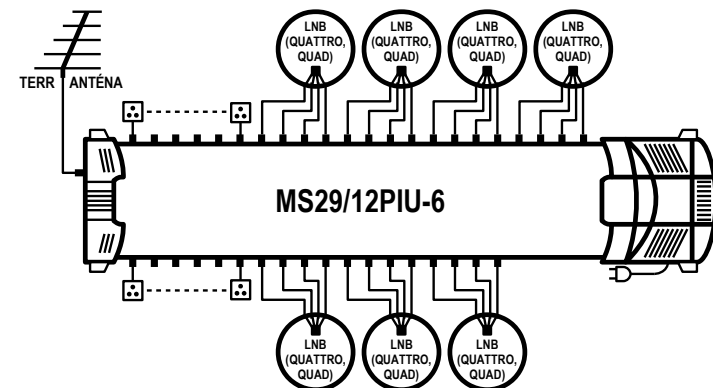 LNB
(QUATTRO,
QUAD)
LNB
(QUATTRO,
QUAD)
LNB
(QUATTRO,
QUAD)
LNB
(QUATTRO,
QUAD)
TERR ANTÉNA
MS29/12PIU-6
LNB
(QUATTRO,
QUAD)
LNB
(QUATTRO,
QUAD)
LNB
(QUATTRO,
QUAD)